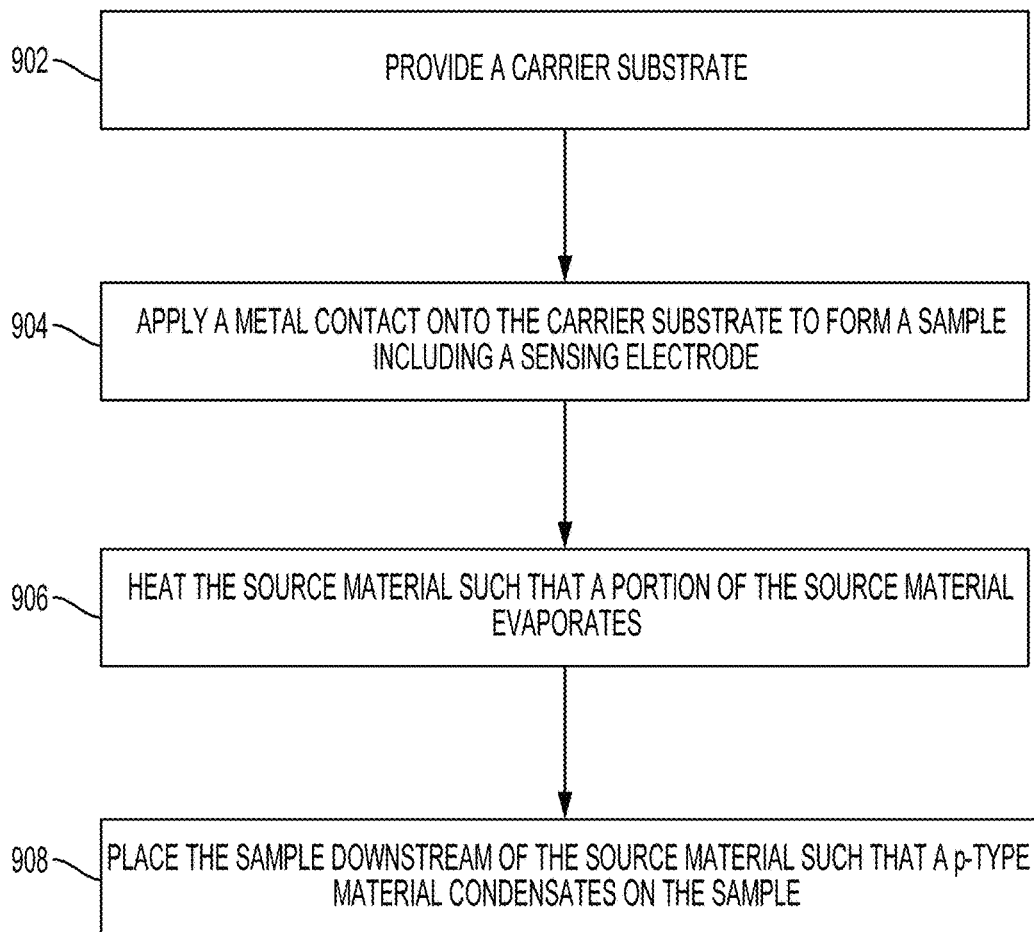 902
PROVIDE A CARRIER SUBSTRATE
904
APPLY A METAL CONTACT ONTO THE CARRIER SUBSTRATE TO FORM A SAMPLE
INCLUDING A SENSING ELECTRODE
906
HEAT THE SOURCE MATERIAL SUCH THAT A PORTION OF THE SOURCE MATERIAL
EVAPORATES
908
PLACE THE SAMPLE DOWNSTREAM OF THE SOURCE MATERIAL SUCH THAT A p-TYPE
MATERIAL CONDENSATES ON THE SAMPLE